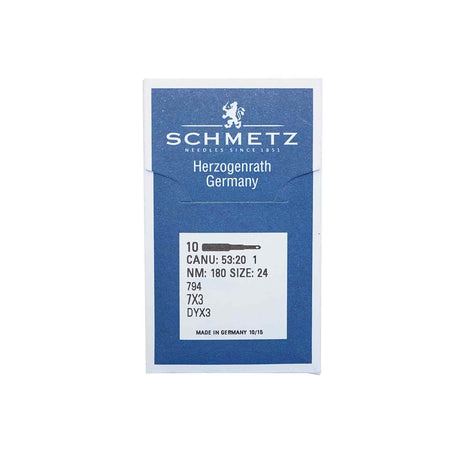 SCHMETZ
NEEDLES SINCE 1851
Herzogenrath
Germany
10
CANU: 53:20 1
NM: 180 SIZE: 24
794
7X3
DYX3
MADE IN GERMANY 10/15